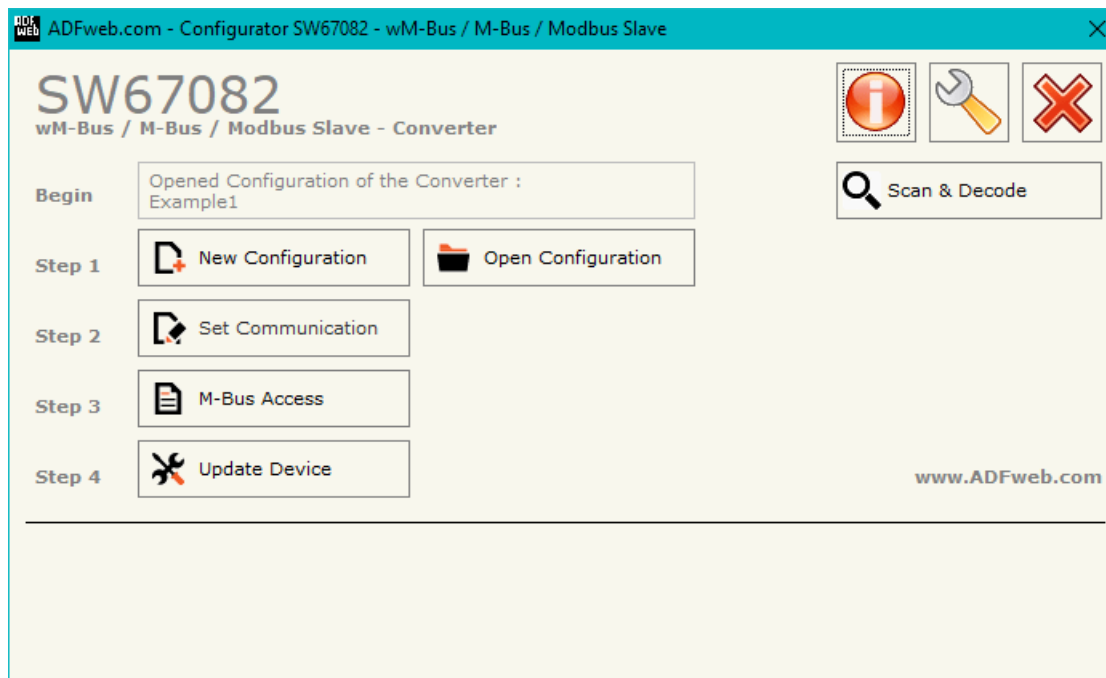 ADF WEB ADFweb.com - Configurator SW67082 - wM-Bus / M-Bus / Modbus Slave
SW67082
wM-Bus / M-Bus / Modbus Slave - Converter
Begin
Opened Configuration of the Converter :
Example1
Scan & Decode
Step 1
New Configuration
Open Configuration
Step 2
Set Communication
Step 3
M-Bus Access
Step 4
Update Device
www.ADFweb.com